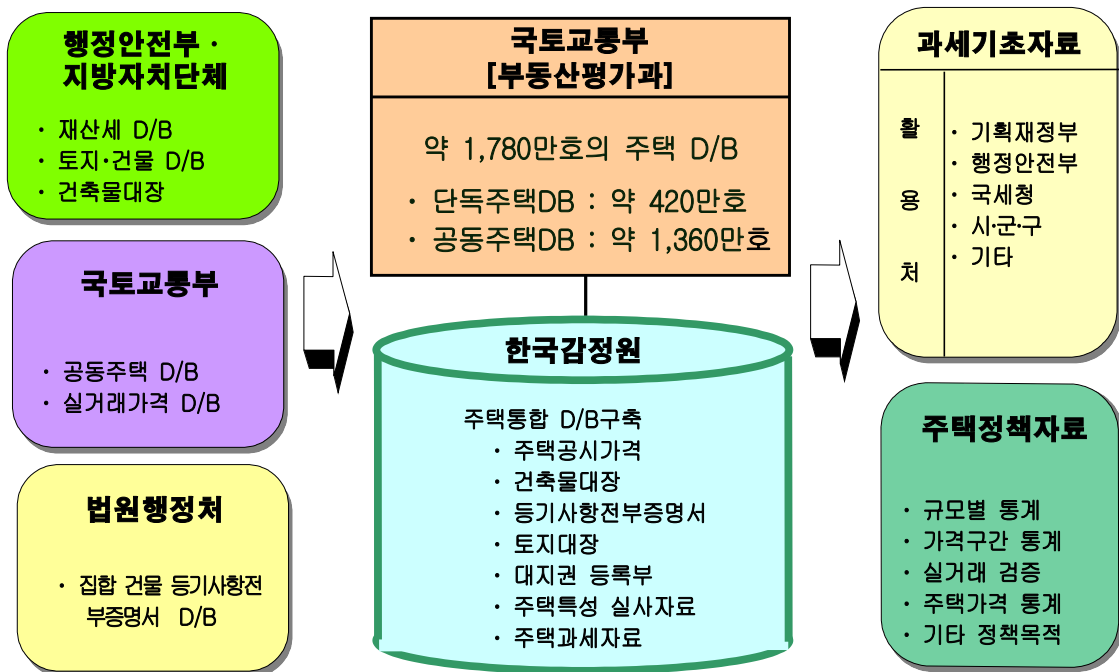 행정안전부 ·
지방자치단체
· 재산세 D/B
· 토지·건물 D/B
· 건축물대장
국토교통부
· 공동주택 D/B
· 실거래가격 D/B
법원행정처
· 집합 건물 등기사항전
부증명서 D/B
국토교통부
[부동산평가과]
약 1,780만호의 주택 D/B
· 단독주택DB : 약 420만호
· 공동주택DB : 약 1,360만호
한국감정원
주택통합 D/B구축
· 주택공시가격
· 건축물대장
· 등기사항전부증명서
· 토지대장
· 대지권 등록부
· 주택특성 실사자료
· 주택과세자료
과세기초자료
활
용
처
· 기획재정부
· 행정안전부
· 국세청
· 시·군·구
· 기타
주택정책자료
· 규모별 통계
· 가격구간 통계
· 실거래 검증
· 주택가격 통계
· 기타 정책목적